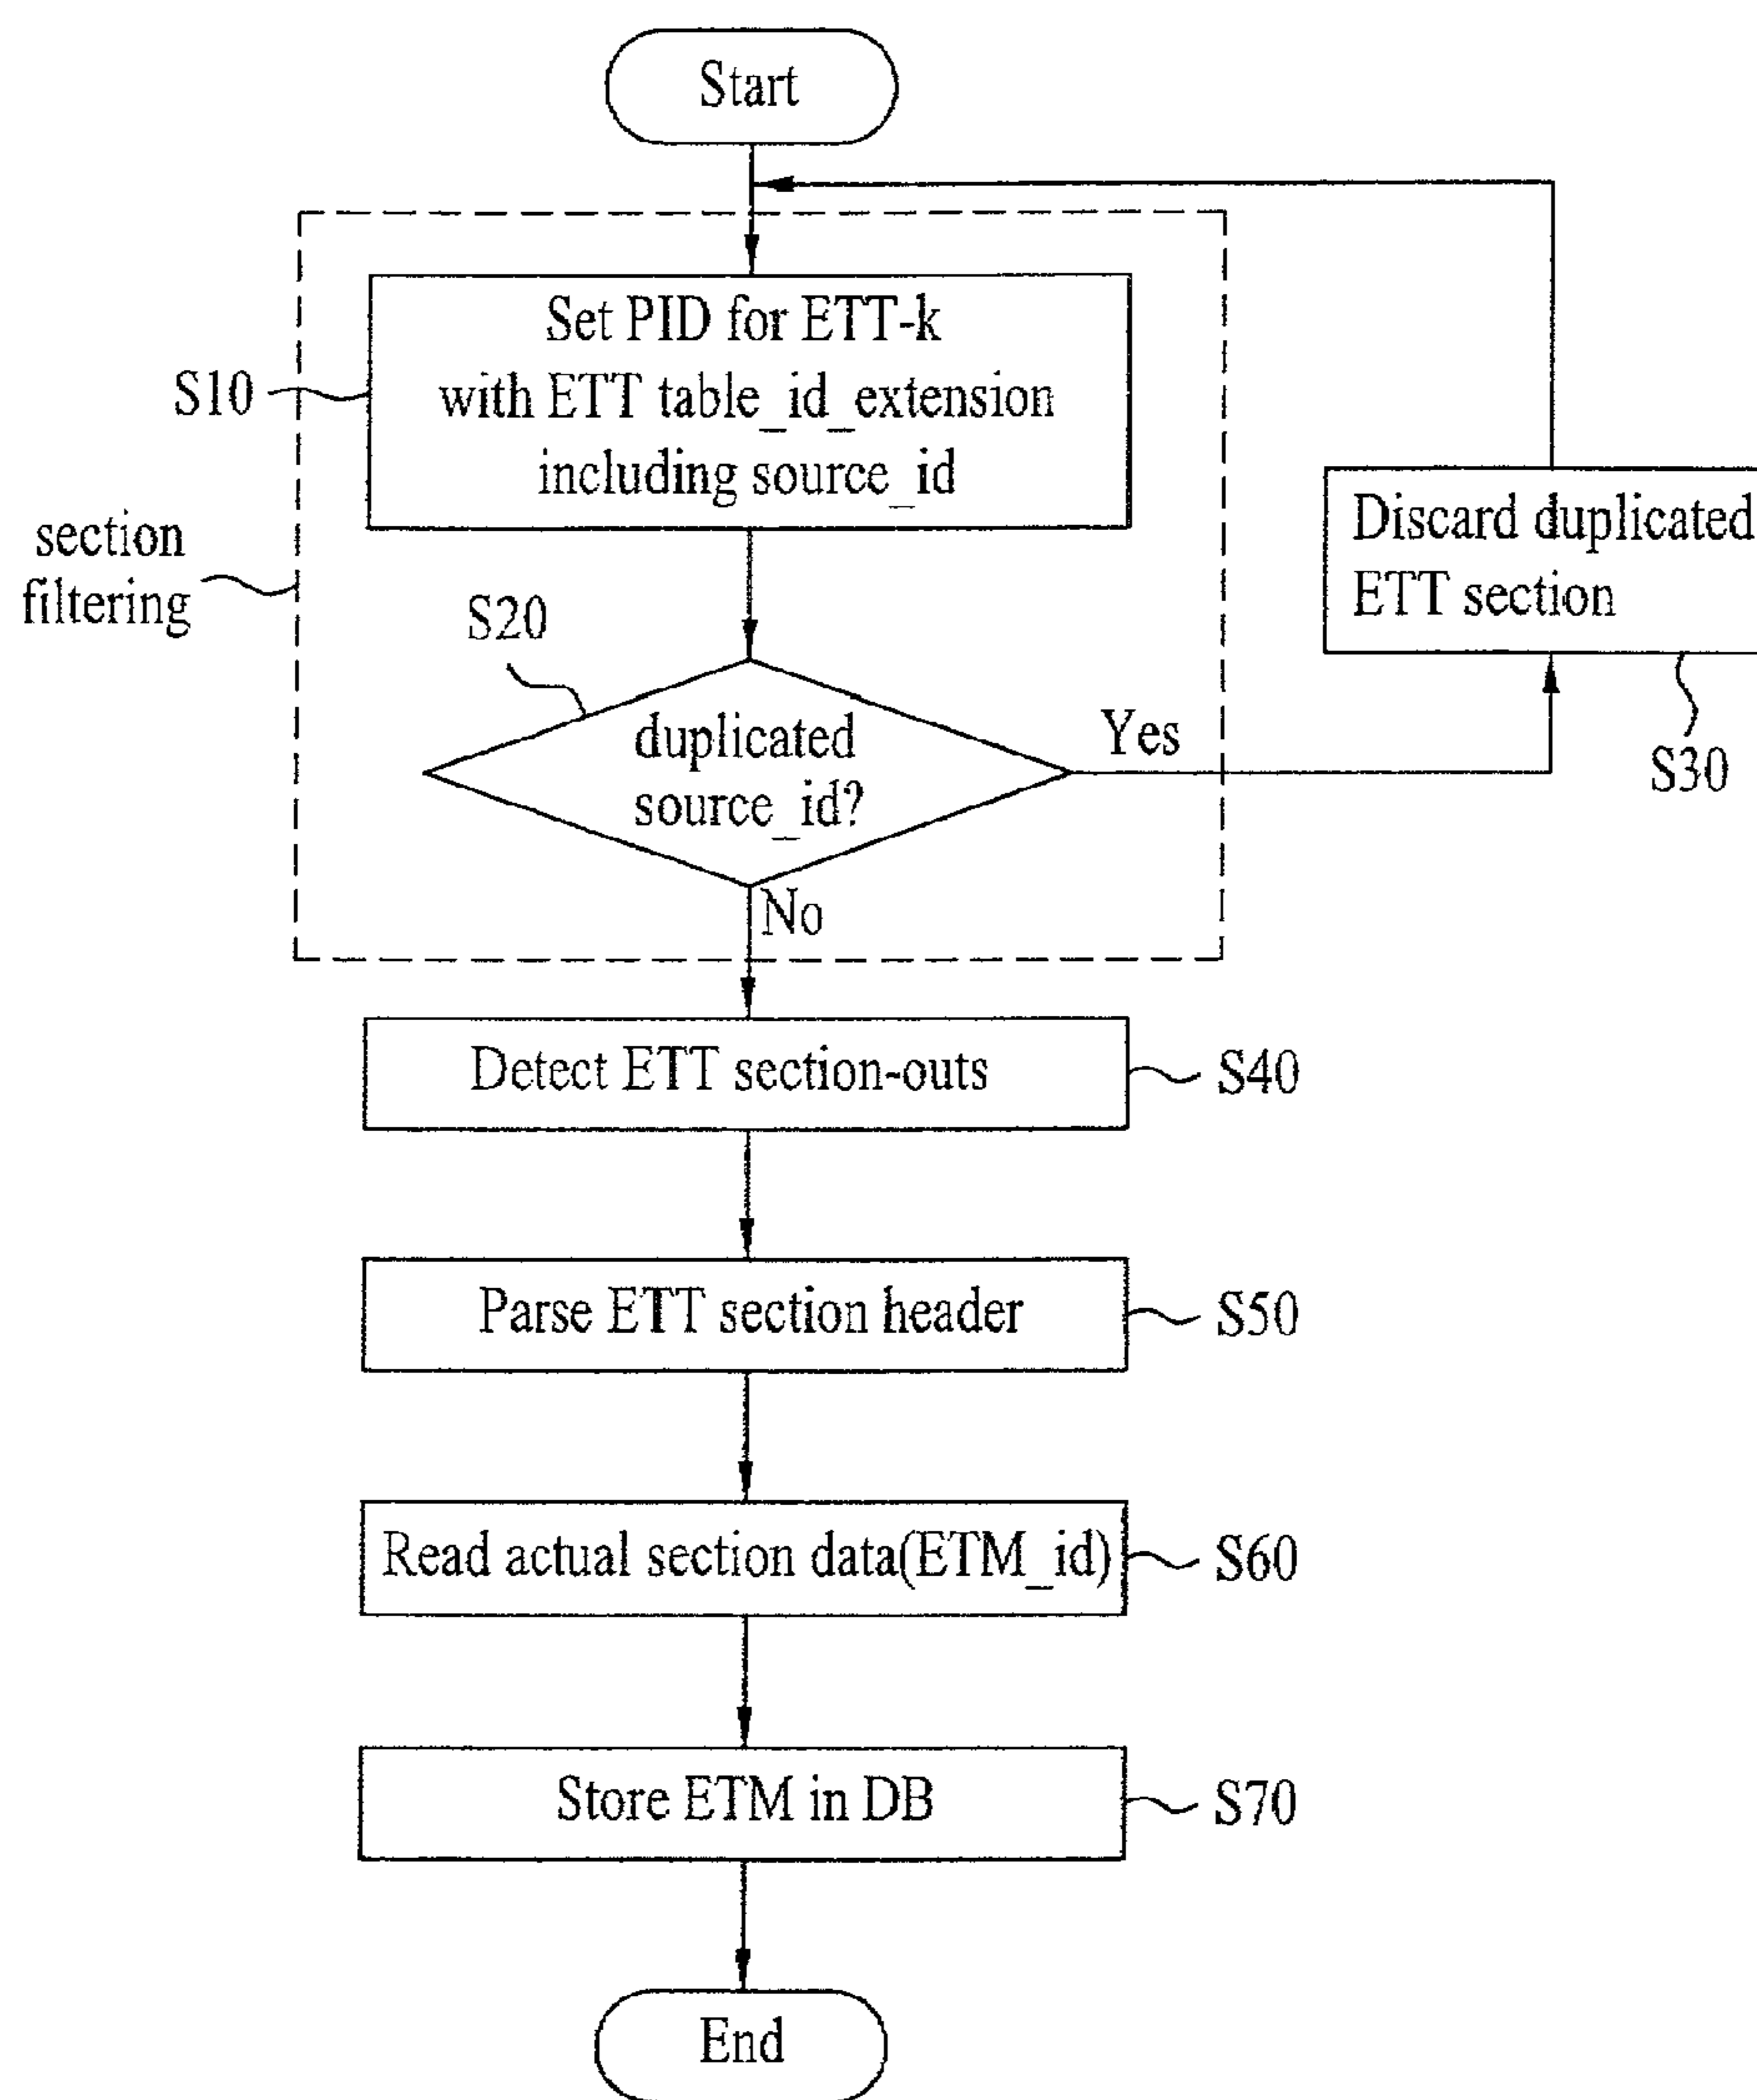 Start
Set PID for ETT-k
with ETT table_id_extension
including source_id
S10
section
filtering
Discard duplicated
ETT section
S30
S20
duplicated
source_id?
Yes
No
Detect ETT section-outs
S40
Parse ETT section header
S50
Read actual section data(ETM_id)
S60
Store ETM in DB
S70
End